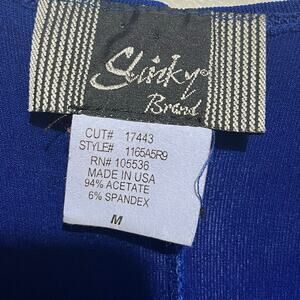 Slinky®
Brand
CUT# 17443
STYLE# 1165A5R9
RN# 105536
MADE IN USA
94% ACETATE
6% SPANDEX
M